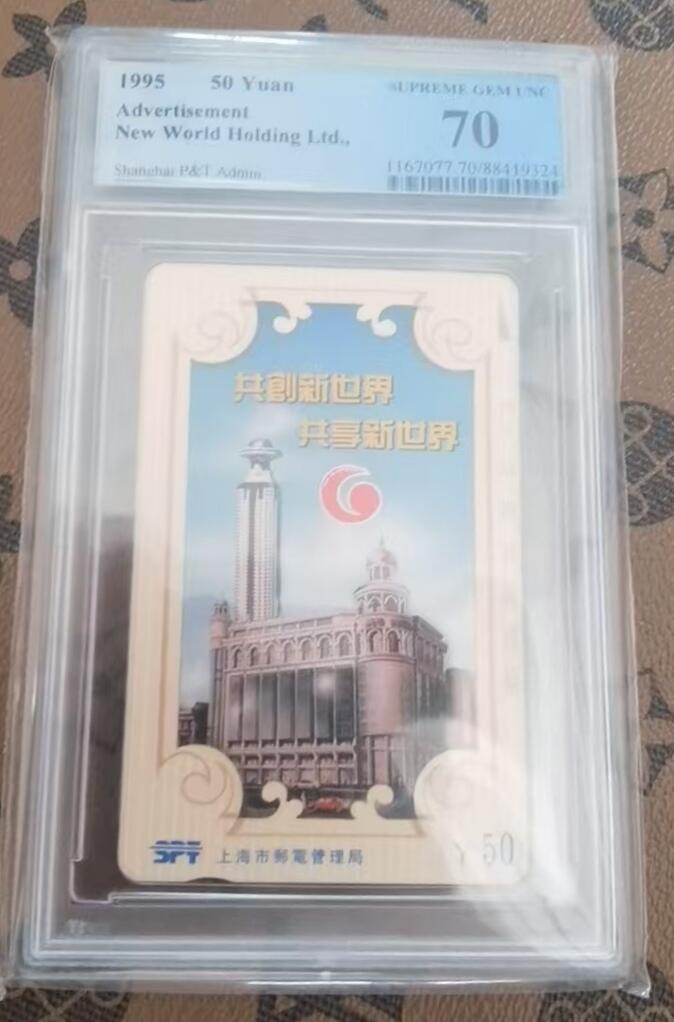 1995 50 Yuan
Advertisement
New World Holding Ltd.,
Shanghai P&T Admin
SUPREME GEM UNC
70
1167077.70/88419324
共創新世界
共享新世界
SPT 上海市郵電管理局
¥50